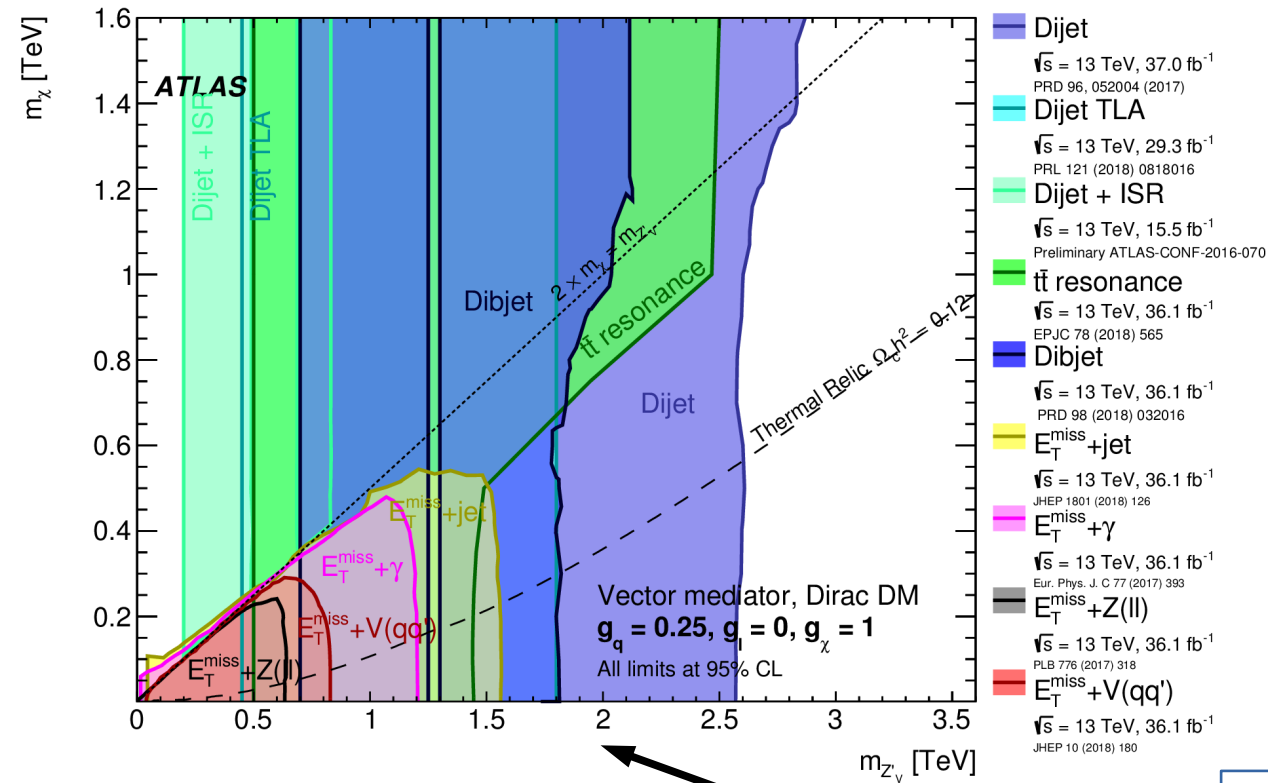 m_χ [TeV]
1.6
1.4
1.2
1
0.8
0.6
0.4
0.2
ATLAS
Dijet + ISR
Dijet TLA
Dibjet
2 × m_χ = m_Z'_V
tt̄ resonance
Dijet
Thermal Relic Ω_c h² = 0.12
E_T^miss+jet
E_T^miss+γ
E_T^miss+V(qq')
E_T^miss+Z(ll)
Vector mediator, Dirac DM
g_q = 0.25, g_l = 0, g_χ = 1
All limits at 95% CL
0 0.5 1 1.5 2 2.5 3 3.5
m_Z'_V [TeV]
Dijet
√s = 13 TeV, 37.0 fb⁻¹
PRD 96, 052004 (2017)
Dijet TLA
√s = 13 TeV, 29.3 fb⁻¹
PRL 121 (2018) 0818016
Dijet + ISR
√s = 13 TeV, 15.5 fb⁻¹
Preliminary ATLAS-CONF-2016-070
tt̄ resonance
√s = 13 TeV, 36.1 fb⁻¹
EPJC 78 (2018) 565
Dibjet
√s = 13 TeV, 36.1 fb⁻¹
PRD 98 (2018) 032016
E_T^miss+jet
√s = 13 TeV, 36.1 fb⁻¹
JHEP 1801 (2018) 126
E_T^miss+γ
√s = 13 TeV, 36.1 fb⁻¹
Eur. Phys. J. C 77 (2017) 393
E_T^miss+Z(ll)
√s = 13 TeV, 36.1 fb⁻¹
PLB 776 (2017) 318
E_T^miss+V(qq')
√s = 13 TeV, 36.1 fb⁻¹
JHEP 10 (2018) 180